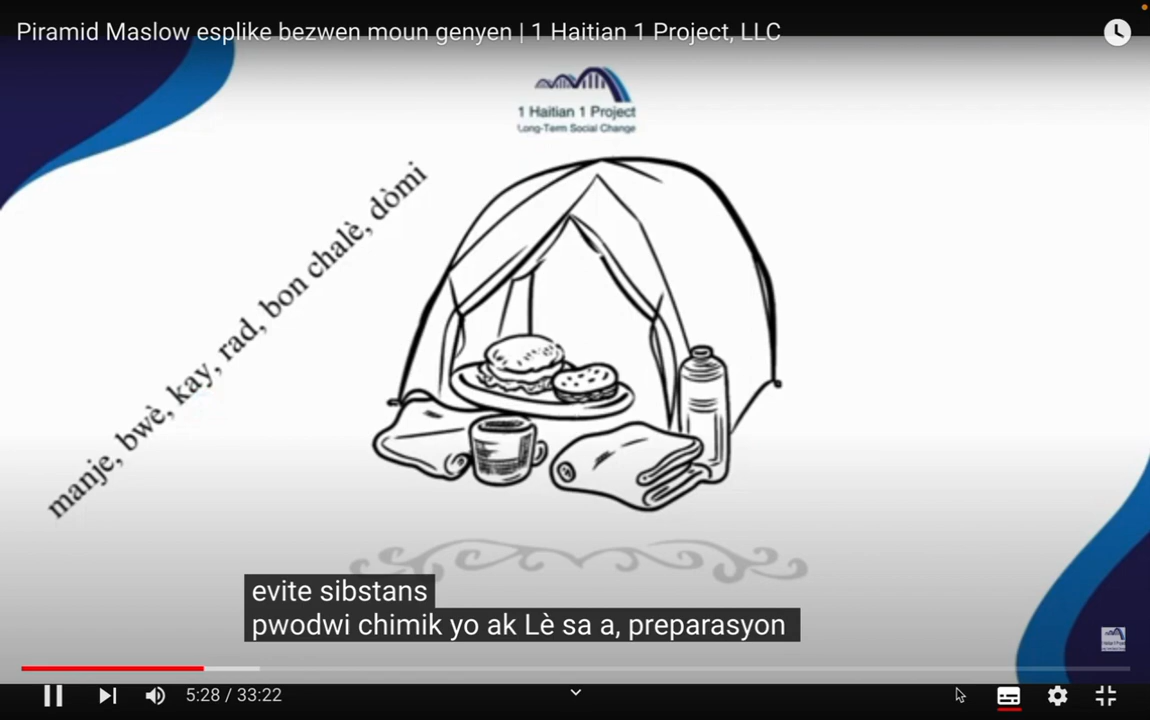 Piramid Maslow esplike bezwen moun genyen | 1 Haitian 1 Project, LLC
1 Haitian 1 Project
Long-Term Social Change
manje, bwè, kay, rad, bon chalè, dòmi
evite sibstans
pwodwi chimik yo ak Lè sa a, preparasyon
5:28 / 33:22